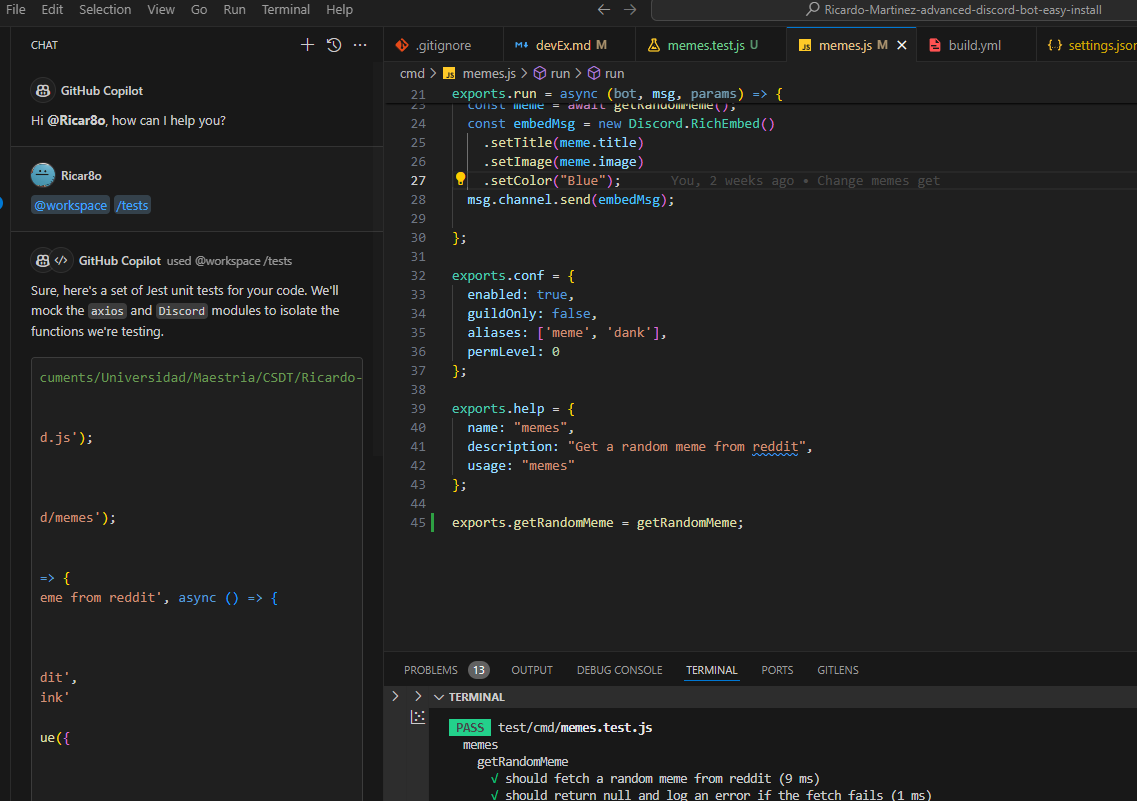 File Edit Selection View Go Run Terminal Help
Ricardo-Martinez-advanced-discord-bot-easy-install
CHAT
GitHub Copilot
Hi @Ricar8o, how can I help you?
Ricar8o
@workspace /tests
GitHub Copilot used @workspace /tests
Sure, here's a set of Jest unit tests for your code. We'll
mock the axios and Discord modules to isolate the
functions we're testing.
cuments/Universidad/Maestria/CSDT/Ricardo-
d.js');
d/memes');
=> {
eme from reddit', async () => {
dit',
ink'
ue({
.gitignore
devEx.md M
memes.test.js U
JS memes.js M
build.yml
{} settings.json
cmd > JS memes.js > run > run
21 exports.run = async (bot, msg, params) => {
23 const meme = await getRandomMeme();
24 const embedMsg = new Discord.RichEmbed()
25 .setTitle(meme.title)
26 .setImage(meme.image)
27 .setColor("Blue"); You, 2 weeks ago • Change memes get
28 msg.channel.send(embedMsg);
29
30 };
31
32 exports.conf = {
33 enabled: true,
34 guildOnly: false,
35 aliases: ['meme', 'dank'],
36 permLevel: 0
37 };
38
39 exports.help = {
40 name: "memes",
41 description: "Get a random meme from reddit",
42 usage: "memes"
43 };
44
45 exports.getRandomMeme = getRandomMeme;
PROBLEMS 13 OUTPUT DEBUG CONSOLE TERMINAL PORTS GITLENS
TERMINAL
PASS test/cmd/memes.test.js
memes
getRandomMeme
√ should fetch a random meme from reddit (9 ms)
√ should return null and log an error if the fetch fails (1 ms)